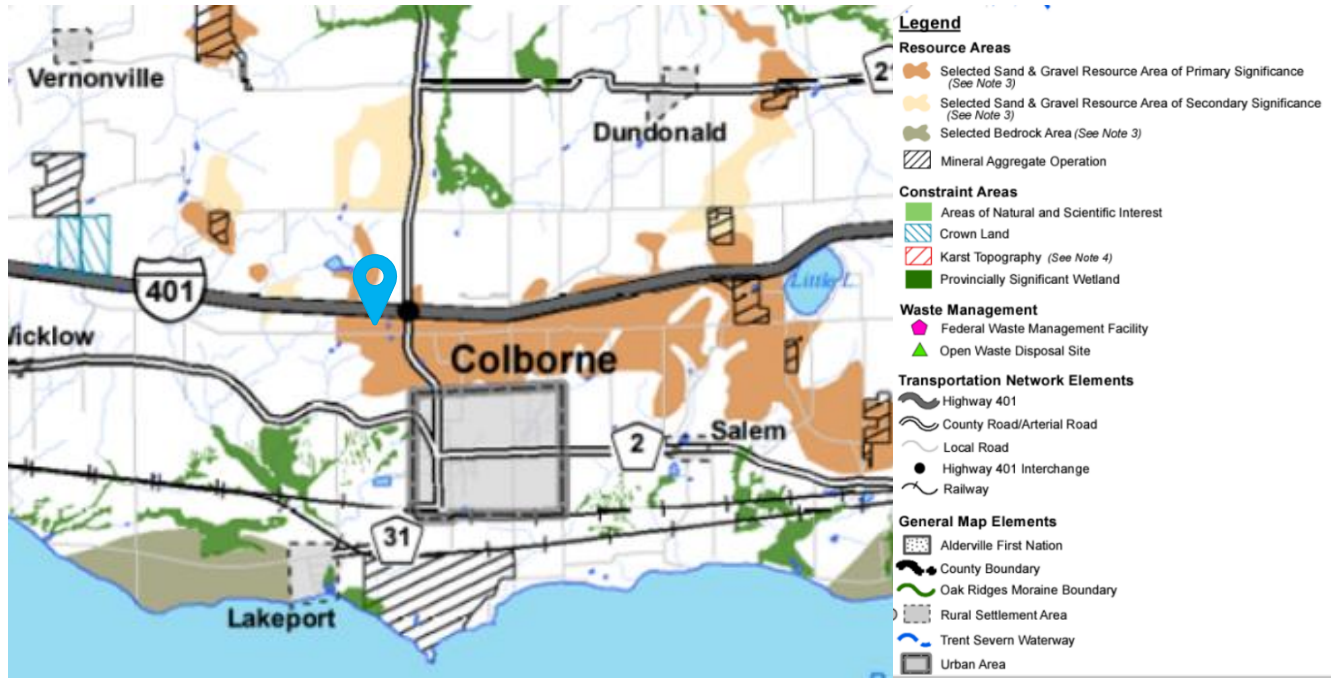 Vernonville
21
Dundonald
401
Little L.
Colborne
2
Salem
31
Lakeport
Legend
Resource Areas
Selected Sand & Gravel Resource Area of Primary Significance
(See Note 3)
Selected Sand & Gravel Resource Area of Secondary Significance
(See Note 3)
Selected Bedrock Area (See Note 3)
Mineral Aggregate Operation
Constraint Areas
Areas of Natural and Scientific Interest
Crown Land
Karst Topography (See Note 4)
Provincially Significant Wetland
Waste Management
Federal Waste Management Facility
Open Waste Disposal Site
Transportation Network Elements
Highway 401
County Road/Arterial Road
Local Road
Highway 401 Interchange
Railway
General Map Elements
Alderville First Nation
County Boundary
Oak Ridges Moraine Boundary
Rural Settlement Area
Trent Severn Waterway
Urban Area